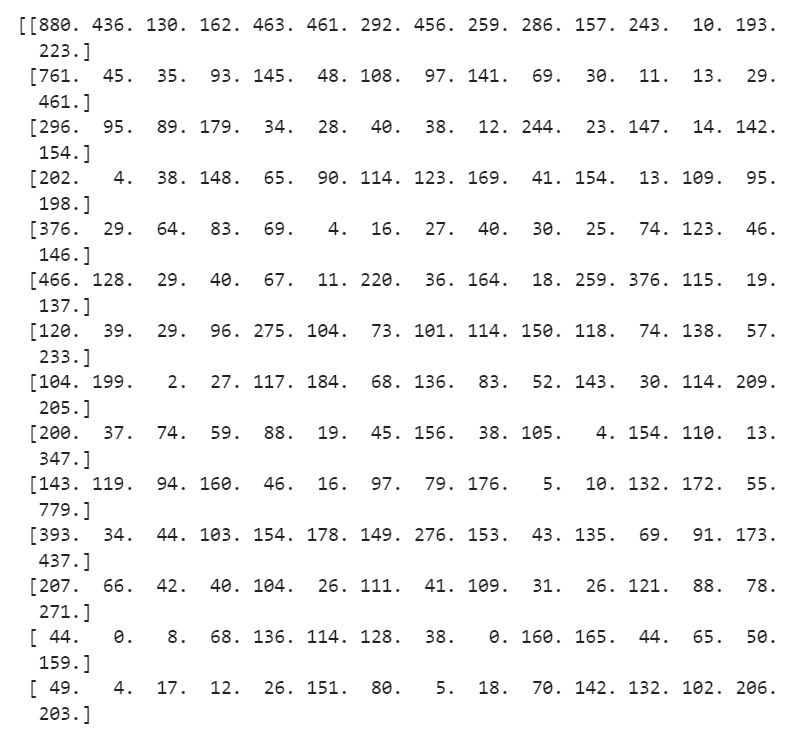 [[880. 436. 130. 162. 463. 461. 292. 456. 259. 286. 157. 243.  10. 193.
  223.]
 [761.  45.  35.  93. 145.  48. 108.  97. 141.  69.  30.  11.  13.  29.
  461.]
 [296.  95.  89. 179.  34.  28.  40.  38.  12. 244.  23. 147.  14. 142.
  154.]
 [202.   4.  38. 148.  65.  90. 114. 123. 169.  41. 154.  13. 109.  95.
  198.]
 [376.  29.  64.  83.  69.   4.  16.  27.  40.  30.  25.  74. 123.  46.
  146.]
 [466. 128.  29.  40.  67.  11. 220.  36. 164.  18. 259. 376. 115.  19.
  137.]
 [120.  39.  29.  96. 275. 104.  73. 101. 114. 150. 118.  74. 138.  57.
  233.]
 [104. 199.   2.  27. 117. 184.  68. 136.  83.  52. 143.  30. 114. 209.
  205.]
 [200.  37.  74.  59.  88.  19.  45. 156.  38. 105.   4. 154. 110.  13.
  347.]
 [143. 119.  94. 160.  46.  16.  97.  79. 176.   5.  10. 132. 172.  55.
  779.]
 [393.  34.  44. 103. 154. 178. 149. 276. 153.  43. 135.  69.  91. 173.
  437.]
 [207.  66.  42.  40. 104.  26. 111.  41. 109.  31.  26. 121.  88.  78.
  271.]
 [ 44.   0.   8.  68. 136. 114. 128.  38.   0. 160. 165.  44.  65.  50.
  159.]
 [ 49.   4.  17.  12.  26. 151.  80.   5.  18.  70. 142. 132. 102. 206.
  203.]